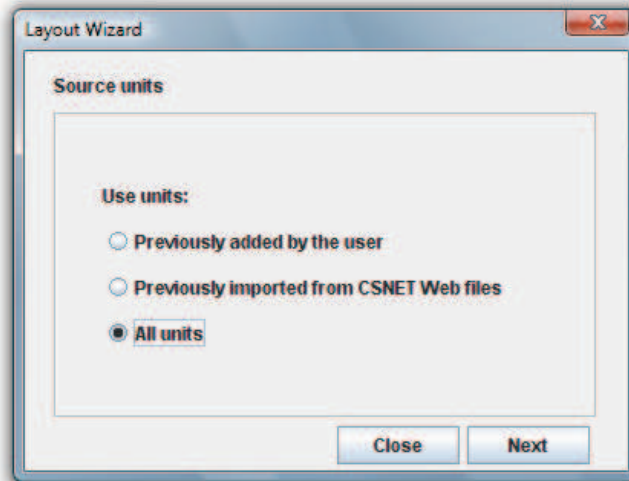 Layout Wizard
Source units
Use units:
Previously added by the user
Previously imported from CSNET Web files
All units
Close Next